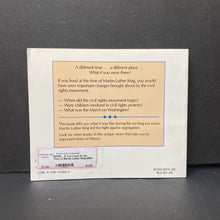 A different time . . . a different place . . .
What if you were there?
If you lived at the time of Martin Luther King, you would
have seen important changes brought about by the civil
rights movement.
— When did the civil rights movement begin?
— Were children involved in civil rights protests?
— What was the March on Washington?
This book tells you what it was like during the exciting era when
Martin Luther King led the fight against segregation.
Look for other books in this unique series that take you to
important times in history.
SCHOLASTIC INC.